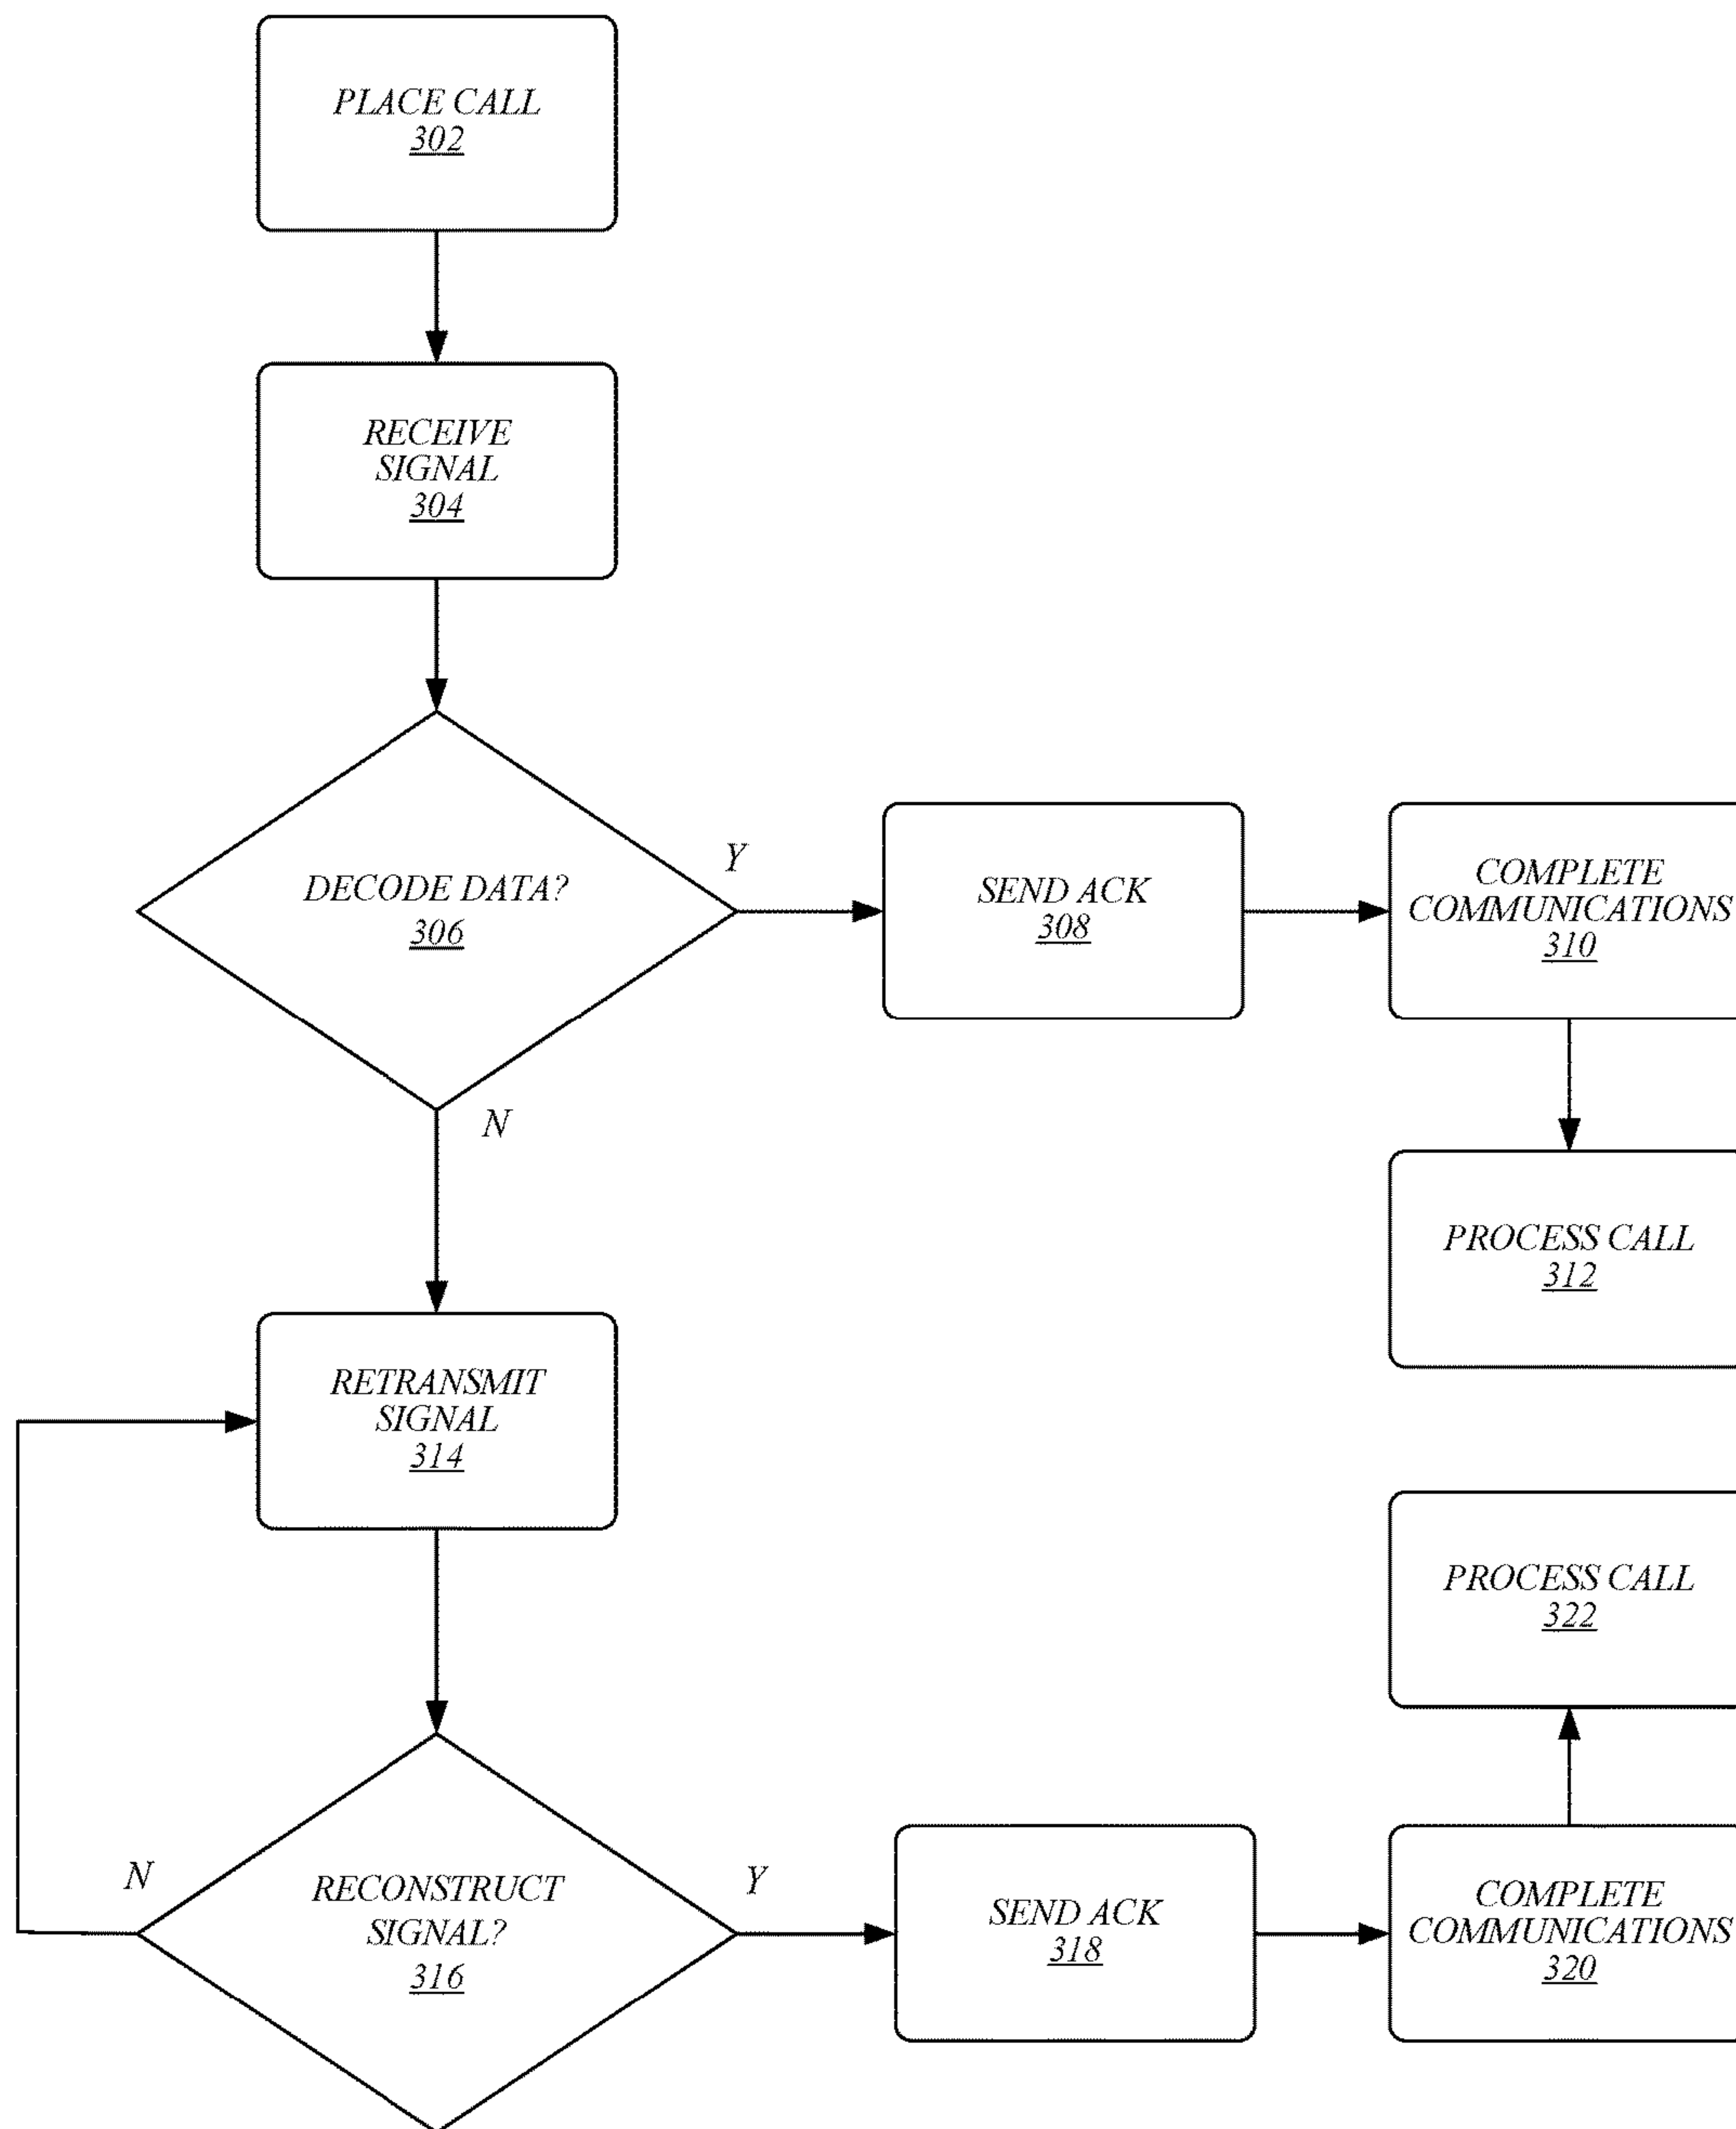 PLACE CALL
302
RECEIVE
SIGNAL
304
DECODE DATA?
306
Y
SEND ACK
308
COMPLETE
COMMUNICATIONS
310
N
PROCESS CALL
312
RETRANSMIT
SIGNAL
314
PROCESS CALL
322
N
RECONSTRUCT
SIGNAL?
316
Y
SEND ACK
318
COMPLETE
COMMUNICATIONS
320